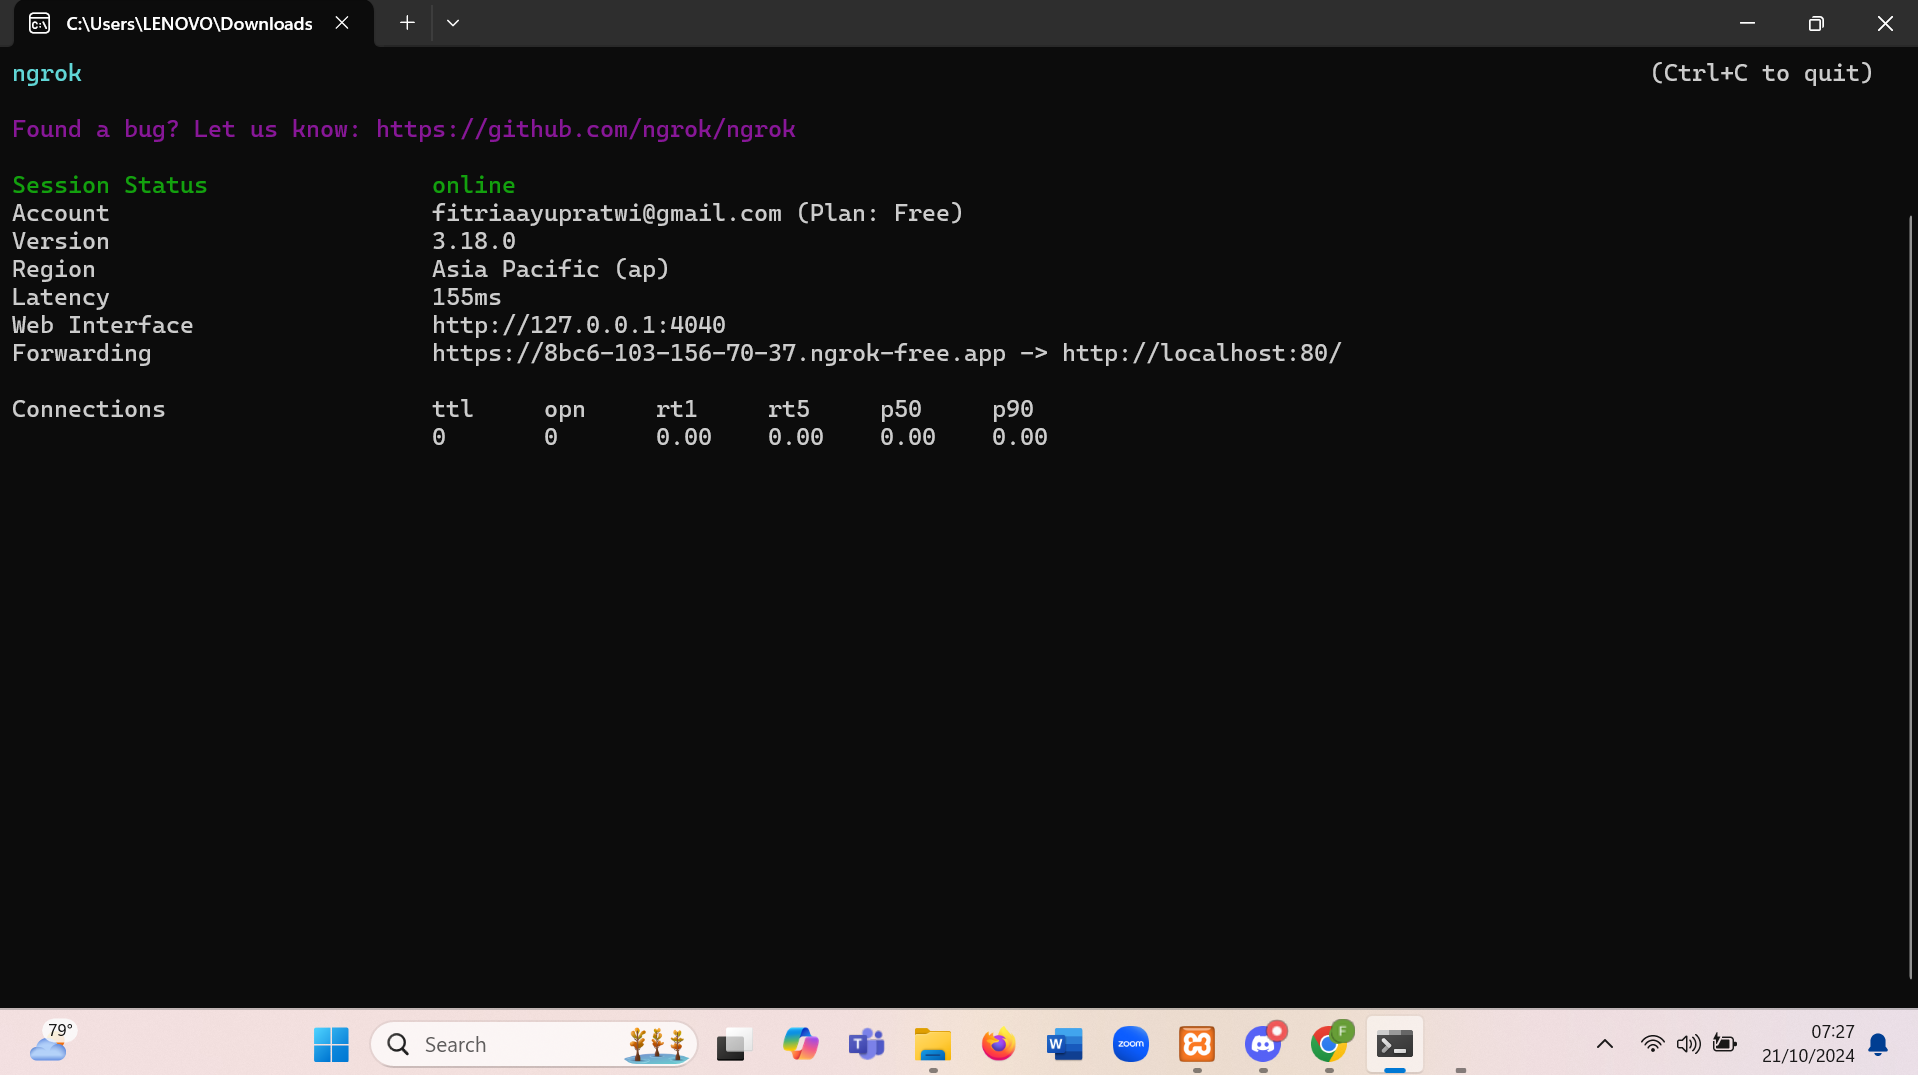 C:\Users\LENOVO\Downloads
ngrok (Ctrl+C to quit)
Found a bug? Let us know: https://github.com/ngrok/ngrok
Session Status online
Account fitriaayupratwi@gmail.com (Plan: Free)
Version 3.18.0
Region Asia Pacific (ap)
Latency 155ms
Web Interface http://127.0.0.1:4040
Forwarding https://8bc6-103-156-70-37.ngrok-free.app -> http://localhost:80/
Connections ttl opn rt1 rt5 p50 p90
0 0 0.00 0.00 0.00 0.00
79°
Search
zoom
F
07:27
21/10/2024